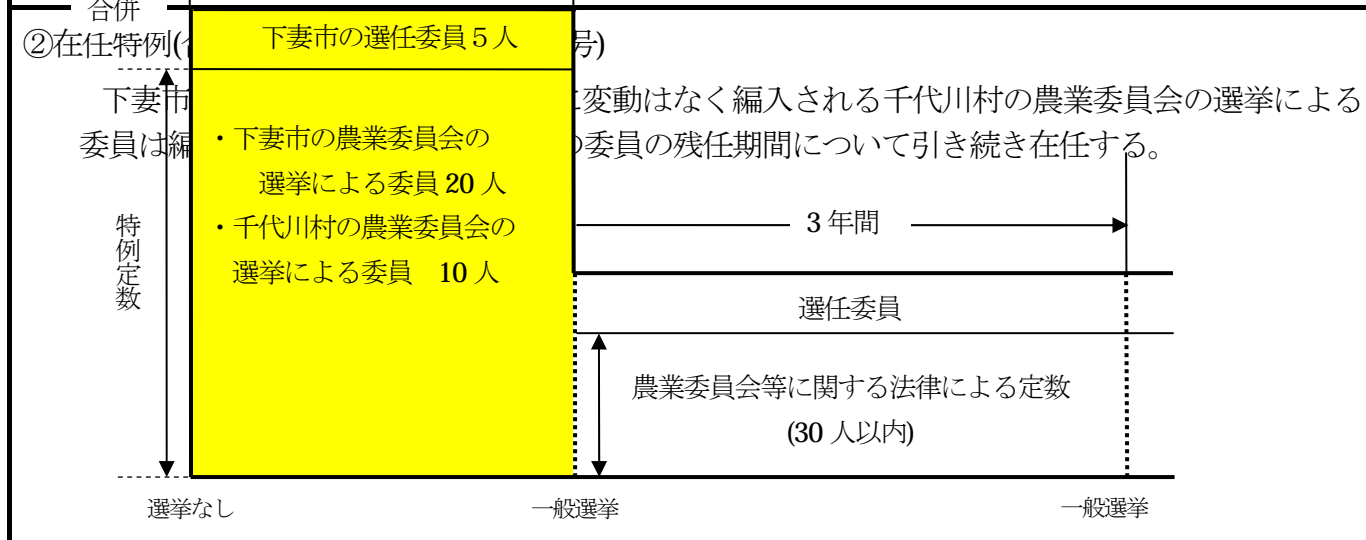 合併
②在任特例(
号)
下妻市の選任委員５人
下妻市
変動はなく編入される千代川村の農業委員会の選挙による
委員は編
の委員の残任期間について引き続き在任する。
・下妻市の農業委員会の
選挙による委員 20 人
・千代川村の農業委員会の
選挙による委員　10 人
特例定数
3 年間
選任委員
農業委員会等に関する法律による定数
(30 人以内)
選挙なし
一般選挙
一般選挙